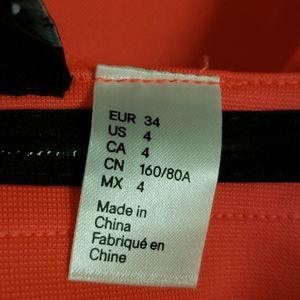 EUR 34
US 4
CA 4
CN 160/80A
MX 4
Made in
China
Fabriqué en
Chine